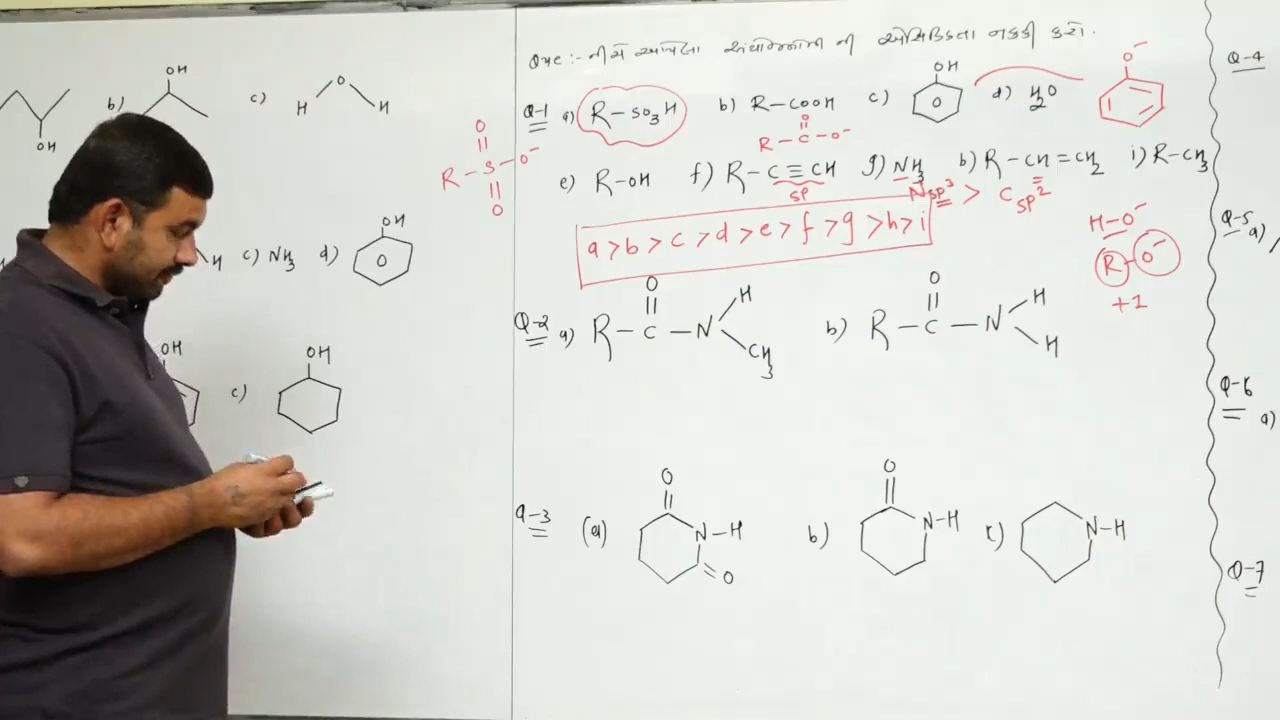 OH
OH
b)
c) H O H
H c) NH3 d)
OH
O
OH
c)
OH
Que :- નીચે આપેલા સંયોજનોની એસિડિકતા નક્કી કરો.
Q-1 a) R-SO3H b) R-COOH c) OH d) H2O
O
O-
R-S-O-
O
O
R-C-O-
O
e) R-OH f) R-C≡CH g) NH3 h) R-CH=CH2 i) R-CH3
sp
Nsp3 > Csp2
a>b>c>d>e>f>g>h>i
H-O-
R-O-
+I
Q-2 a) R-C-N H CH3
O
b) R-C-N H H
O
Q-3 (a) O N-H O
b) O N-H
c) N-H
Q-4
Q-5
a)
Q-6
a)
Q-7